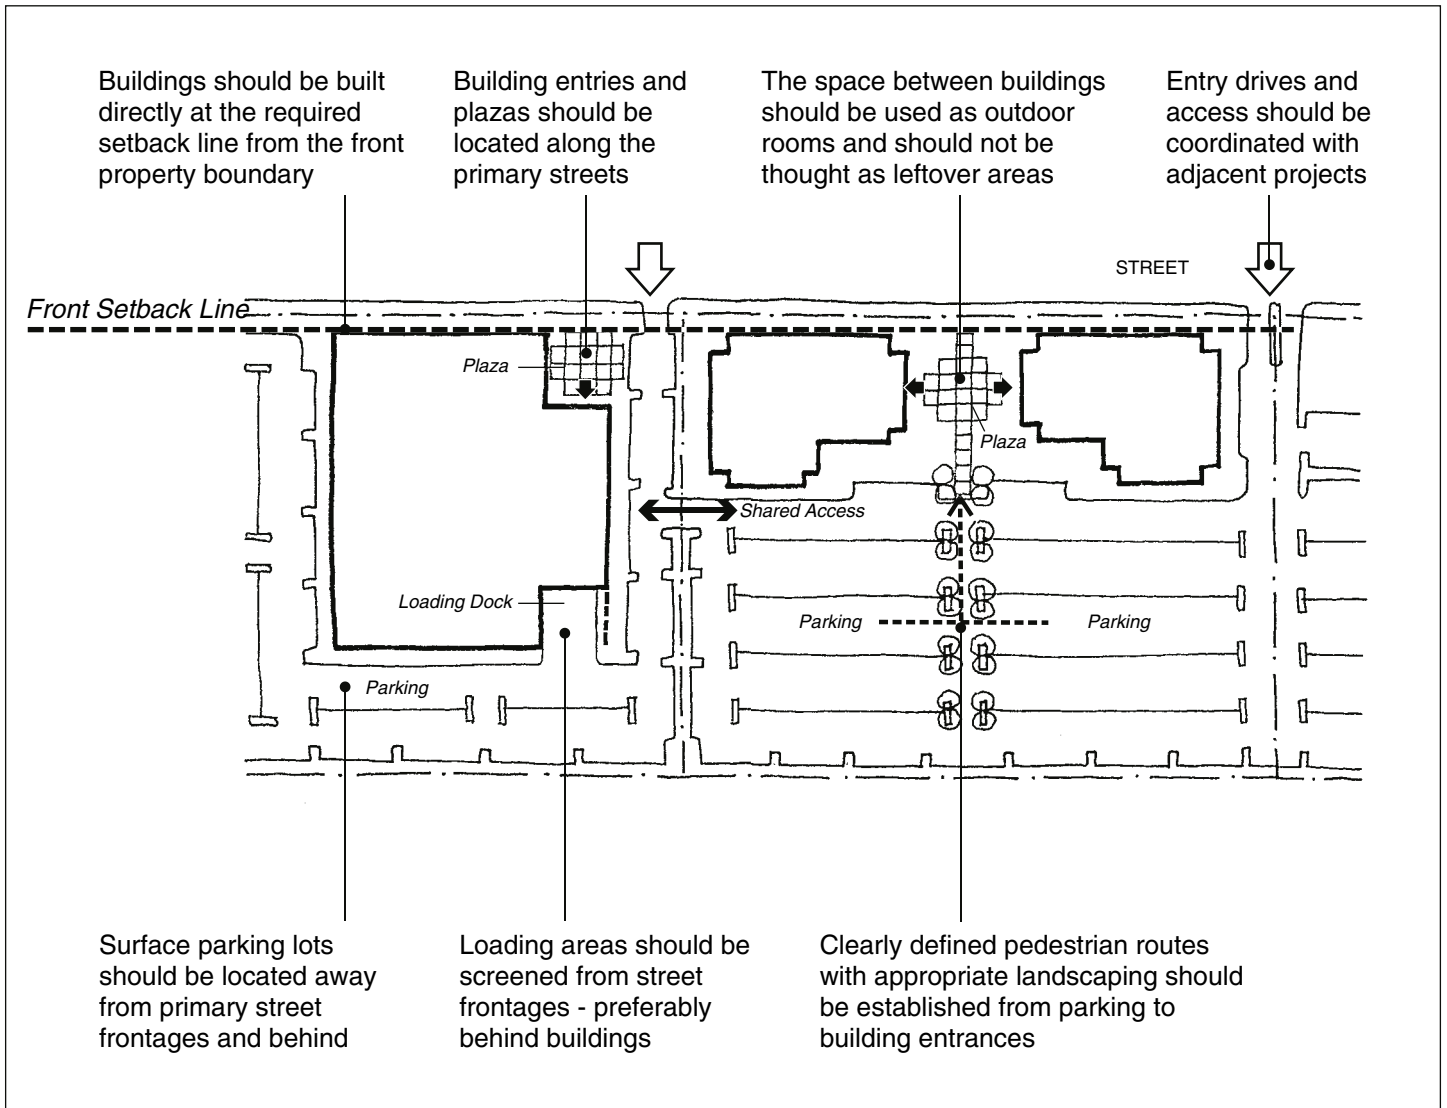 Buildings should be built
directly at the required
setback line from the front
property boundary
Building entries and
plazas should be
located along the
primary streets
The space between buildings
should be used as outdoor
rooms and should not be
thought as leftover areas
Entry drives and
access should be
coordinated with
adjacent projects
STREET
Front Setback Line
Plaza
Plaza
Shared Access
Loading Dock
Parking
Parking
Parking
Surface parking lots
should be located away
from primary street
frontages and behind
Loading areas should be
screened from street
frontages - preferably
behind buildings
Clearly defined pedestrian routes
with appropriate landscaping should
be established from parking to
building entrances